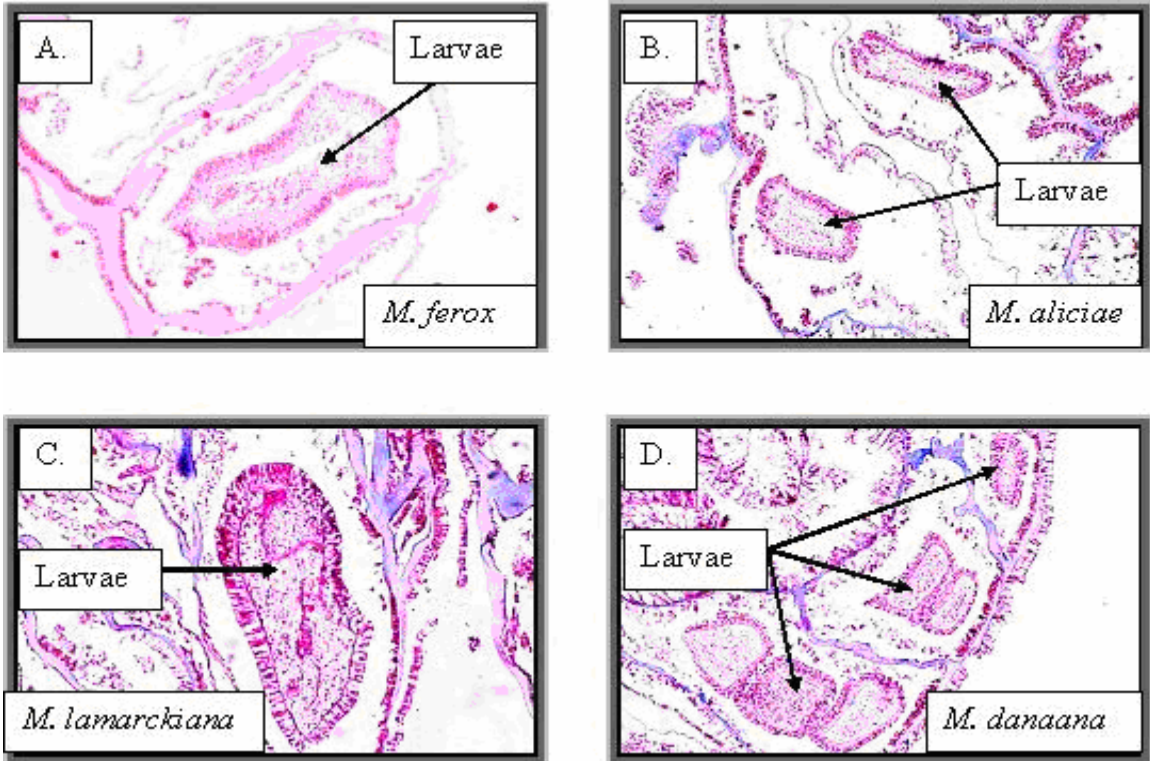 A.
Larvae
M. ferox
B.
Larvae
M. aliciae
C.
Larvae
M. lamarckiana
D.
Larvae
M. danaana